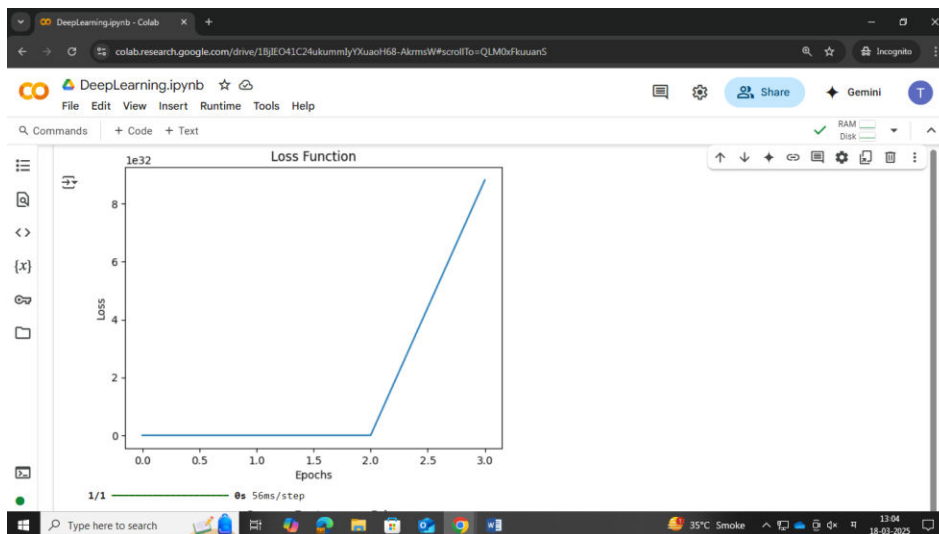 DeepLearning.ipynb - Colab
colab.research.google.com/drive/1BjIEO41C24ukummIyYXuaoH68-AkrmsW#scrollTo=QLM0xFkuuanS
Incognito
CO DeepLearning.ipynb
File Edit View Insert Runtime Tools Help
Share
Gemini
T
Commands + Code + Text
RAM
Disk
1e32
Loss Function
8
6
4
2
0
Loss
0.0 0.5 1.0 1.5 2.0 2.5 3.0
Epochs
{x}
1/1 0s 56ms/step
Type here to search
35°C Smoke
13:04
18-03-2025